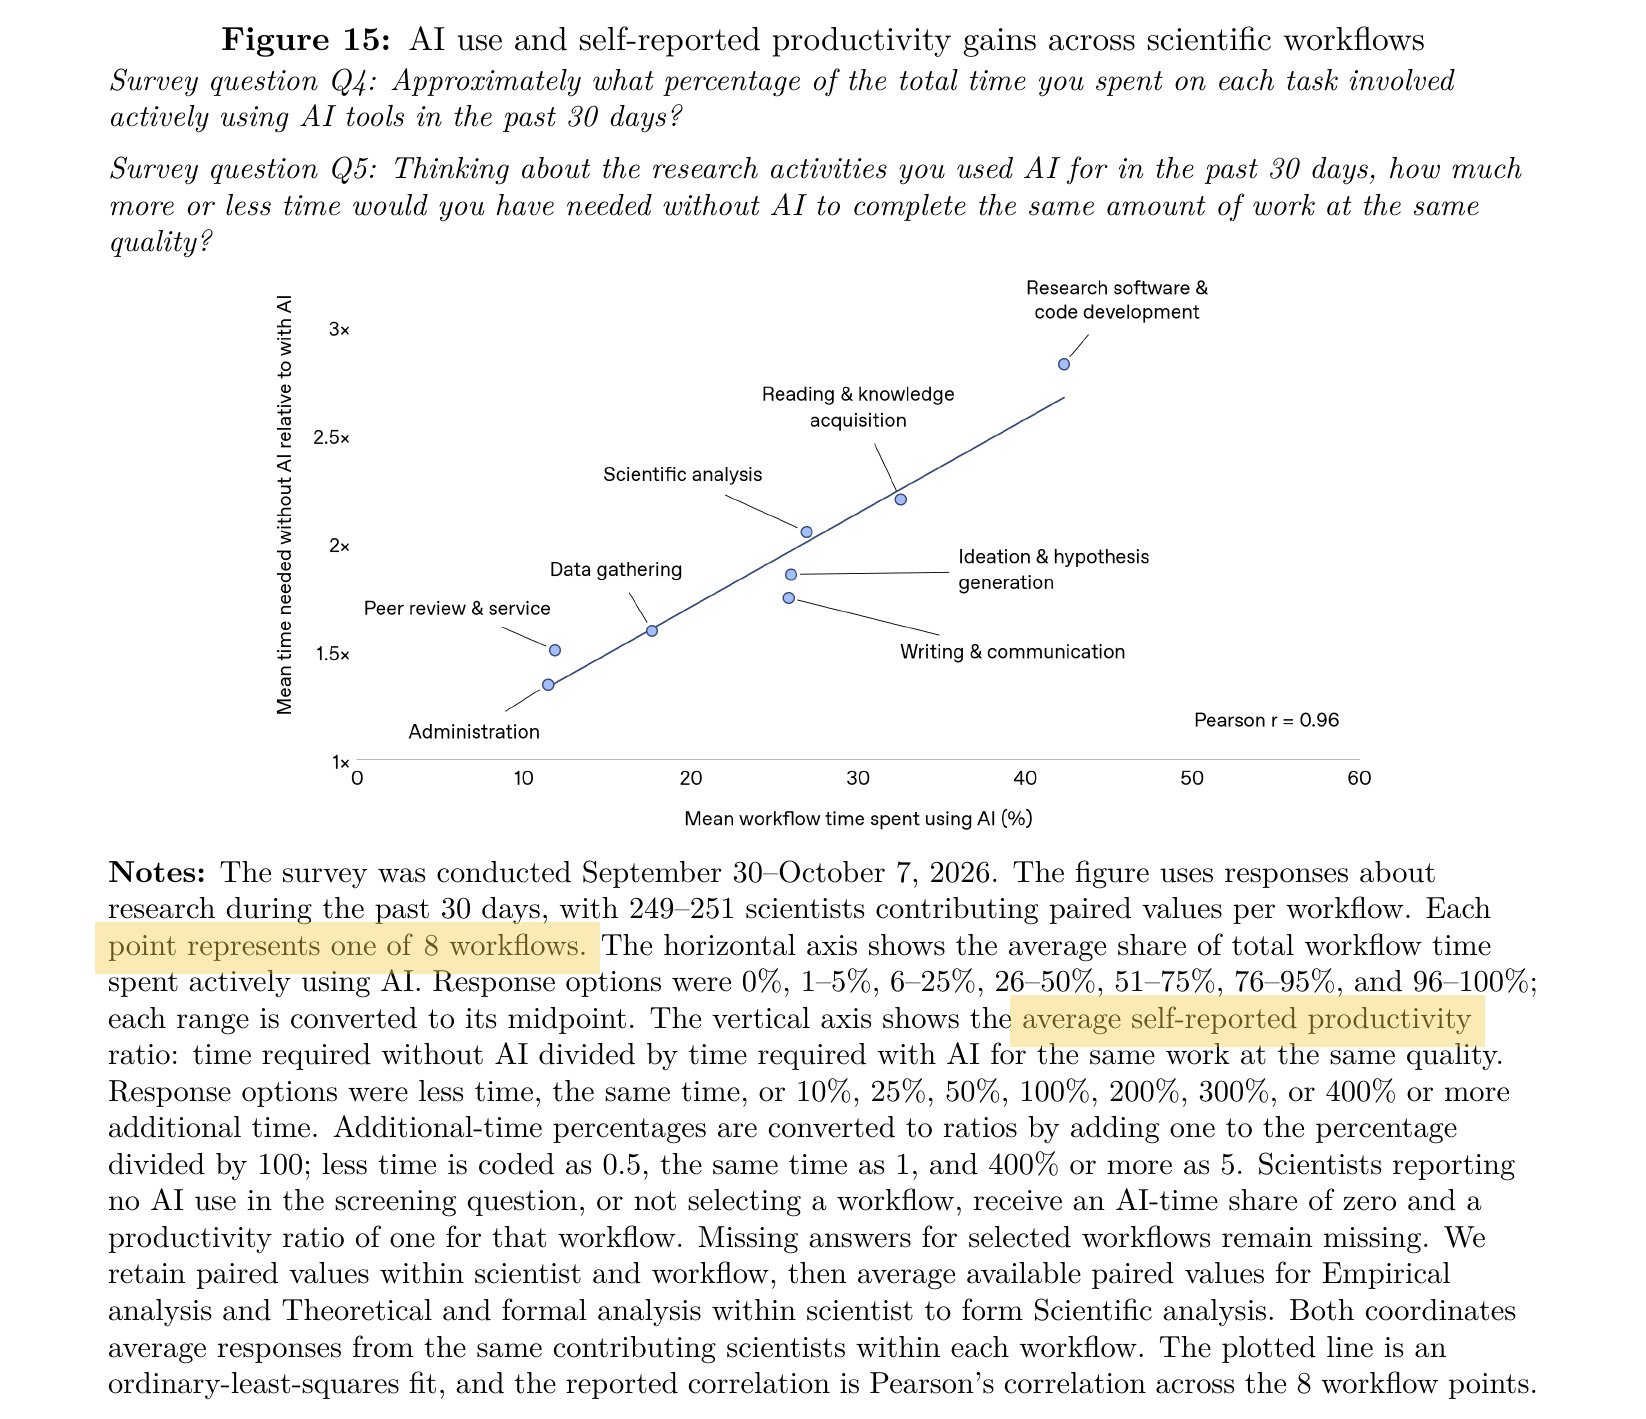 Figure 15: AI use and self-reported productivity gains across scientific workflows
Survey question Q4: Approximately what percentage of the total time you spent on each task involved
actively using AI tools in the past 30 days?
Survey question Q5: Thinking about the research activities you used AI for in the past 30 days, how much
more or less time would you have needed without AI to complete the same amount of work at the same
quality?
Mean time needed without AI relative to with AI
3×
2.5×
2×
1.5×
1×
Research software &
code development
Reading & knowledge
acquisition
Scientific analysis
Ideation & hypothesis
generation
Data gathering
Peer review & service
Writing & communication
Administration
Pearson r = 0.96
0 10 20 30 40 50 60
Mean workflow time spent using AI (%)
Notes: The survey was conducted September 30–October 7, 2026. The figure uses responses about
research during the past 30 days, with 249–251 scientists contributing paired values per workflow. Each
point represents one of 8 workflows. The horizontal axis shows the average share of total workflow time
spent actively using AI. Response options were 0%, 1–5%, 6–25%, 26–50%, 51–75%, 76–95%, and 96–100%;
each range is converted to its midpoint. The vertical axis shows the average self-reported productivity
ratio: time required without AI divided by time required with AI for the same work at the same quality.
Response options were less time, the same time, or 10%, 25%, 50%, 100%, 200%, 300%, or 400% or more
additional time. Additional-time percentages are converted to ratios by adding one to the percentage
divided by 100; less time is coded as 0.5, the same time as 1, and 400% or more as 5. Scientists reporting
no AI use in the screening question, or not selecting a workflow, receive an AI-time share of zero and a
productivity ratio of one for that workflow. Missing answers for selected workflows remain missing. We
retain paired values within scientist and workflow, then average available paired values for Empirical
analysis and Theoretical and formal analysis within scientist to form Scientific analysis. Both coordinates
average responses from the same contributing scientists within each workflow. The plotted line is an
ordinary-least-squares fit, and the reported correlation is Pearson's correlation across the 8 workflow points.